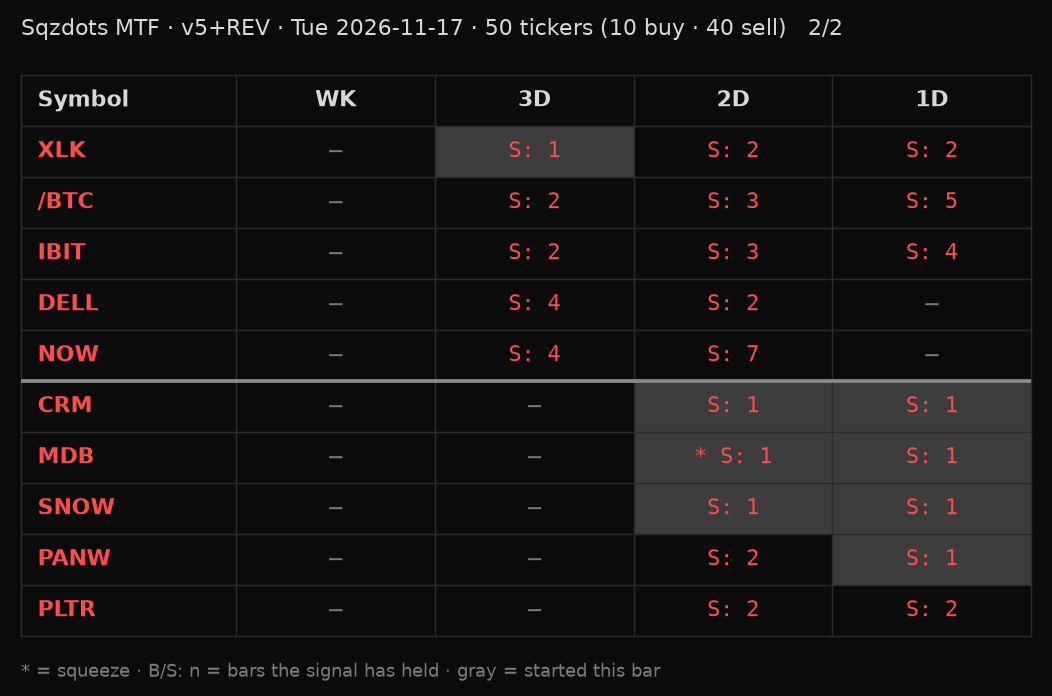 Sqzdots MTF · v5+REV · Tue 2026-11-17 · 50 tickers (10 buy · 40 sell)   2/2
Symbol WK 3D 2D 1D
XLK – S: 1 S: 2 S: 2
/BTC – S: 2 S: 3 S: 5
IBIT – S: 2 S: 3 S: 4
DELL – S: 4 S: 2 –
NOW – S: 4 S: 7 –
CRM – – S: 1 S: 1
MDB – – * S: 1 S: 1
SNOW – – S: 1 S: 1
PANW – – S: 2 S: 1
PLTR – – S: 2 S: 2
* = squeeze · B/S: n = bars the signal has held · gray = started this bar